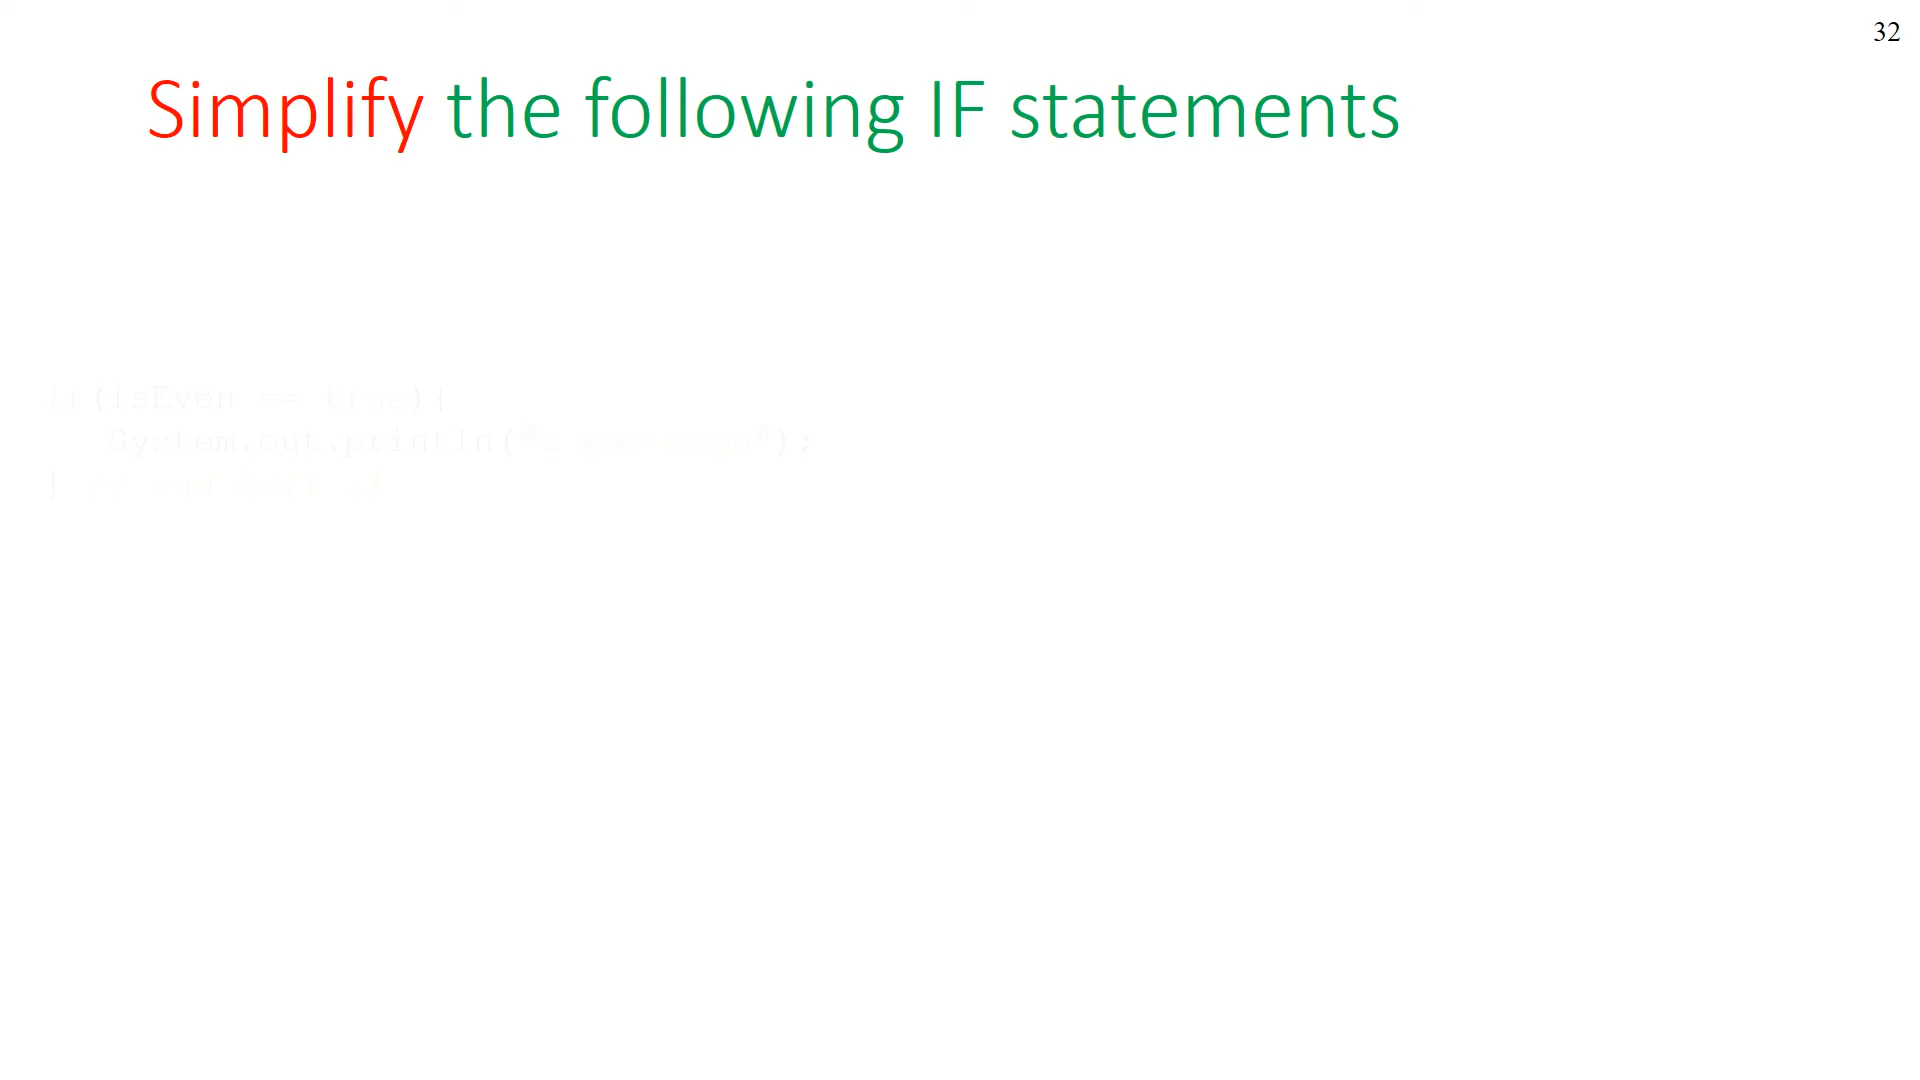 32
Simplify the following IF statements
if(isEven == true){
System.out.println("
");
}